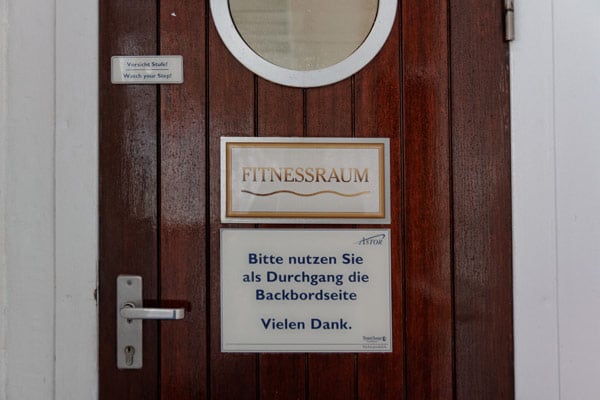 Vorsicht Stufe!
Watch your Step!
FITNESSRAUM
ASTOR
Bitte nutzen Sie
als Durchgang die
Backbordseite
Vielen Dank.